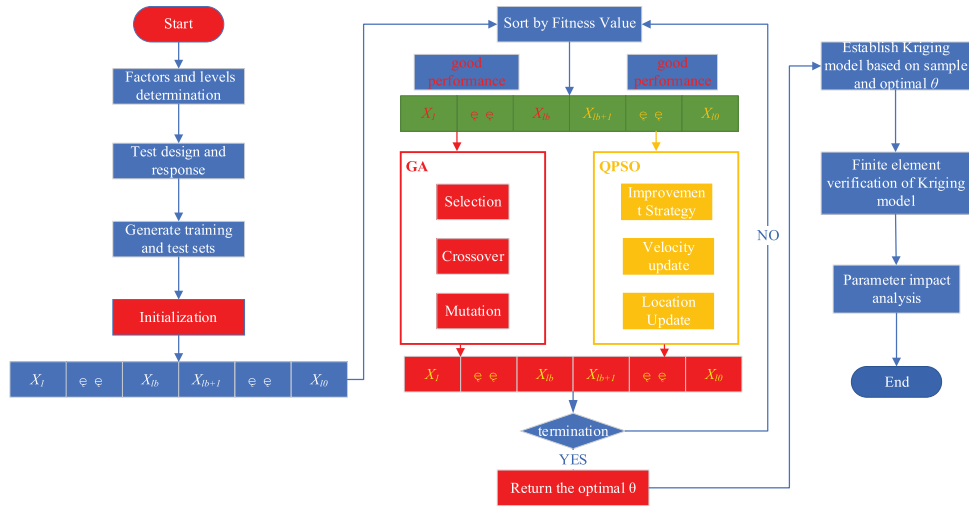 Start
Factors and levels
determination
Test design and
response
Generate training
and test sets
Initialization
X1 ę ę Xlb Xlb+1 ę ę Xl0
Sort by Fitness Value
good
performance
good
performance
X1 ę ę Xlb Xlb+1 ę ę Xl0
GA
Selection
Crossover
Mutation
QPSO
Improvemen
t Strategy
Velocity
update
Location
Update
X1 ę ę Xlb Xlb+1 ę ę Xl0
termination
NO
YES
Return the optimal θ
Establish Kriging
model based on sample
and optimal θ
Finite element
verification of Kriging
model
Parameter impact
analysis
End